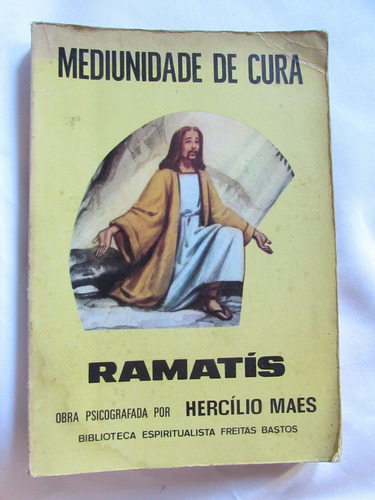 MEDIUNIDADE DE CURA
RAMATÍS
OBRA PSICOGRAFADA POR HERCÍLIO MAES
BIBLIOTECA ESPIRITUALISTA FREITAS BASTOS